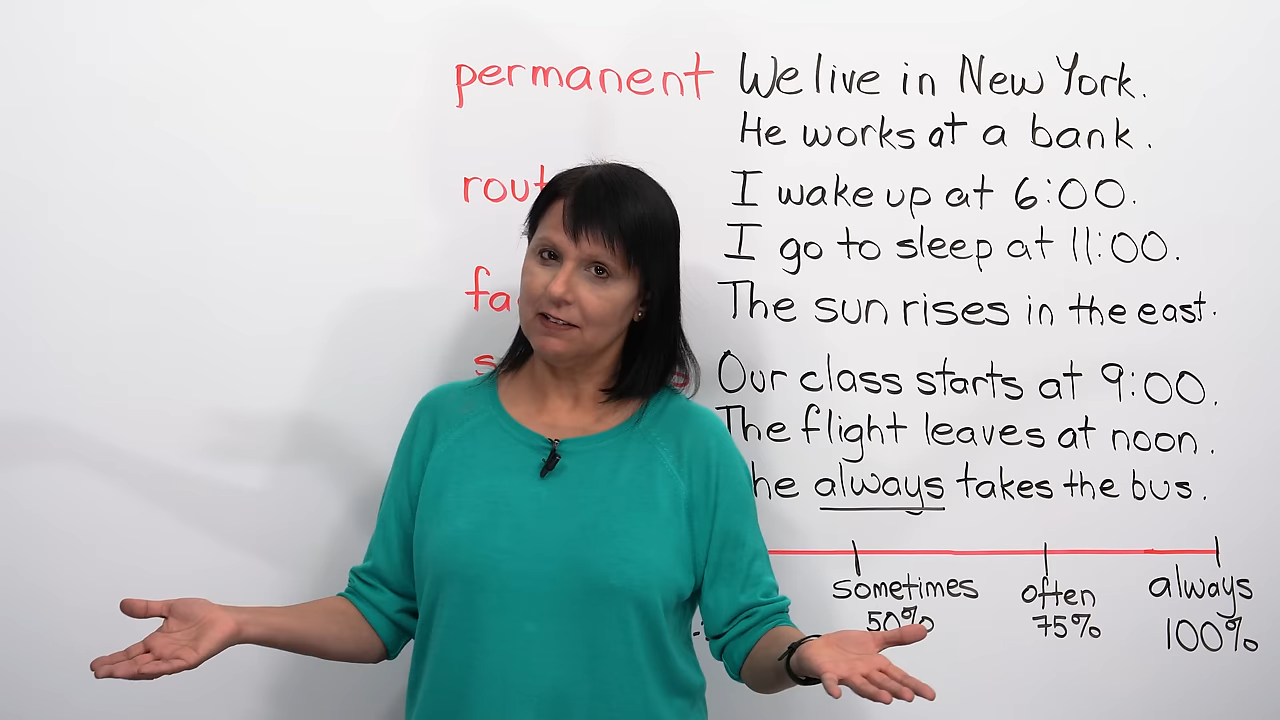 permanent We live in New York.
He works at a bank.
I wake up at 6:00.
I go to sleep at 11:00.
The sun rises in the east.
Our class starts at 9:00.
The flight leaves at noon.
always takes the bus.
sometimes often always
50% 75% 100%